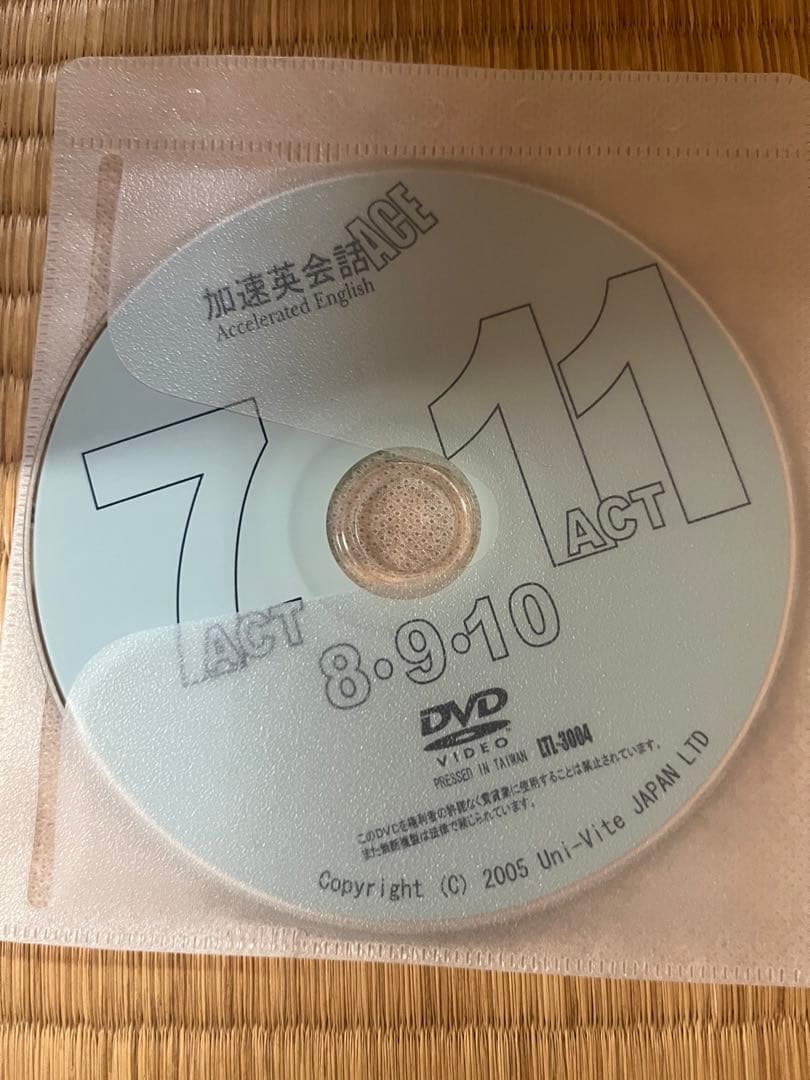 加速英会話ACE
Accelerated English
7
ACT
11
ACT
8・9・10
DVD
VIDEO
PRESSED IN TAIWAN LTL-3004
このDVDを権利者の許諾なく賃貸業に使用することは禁止されています。
また無断複製は法律で禁じられています。
Copyright (C) 2005 Uni-Vite JAPAN LTD